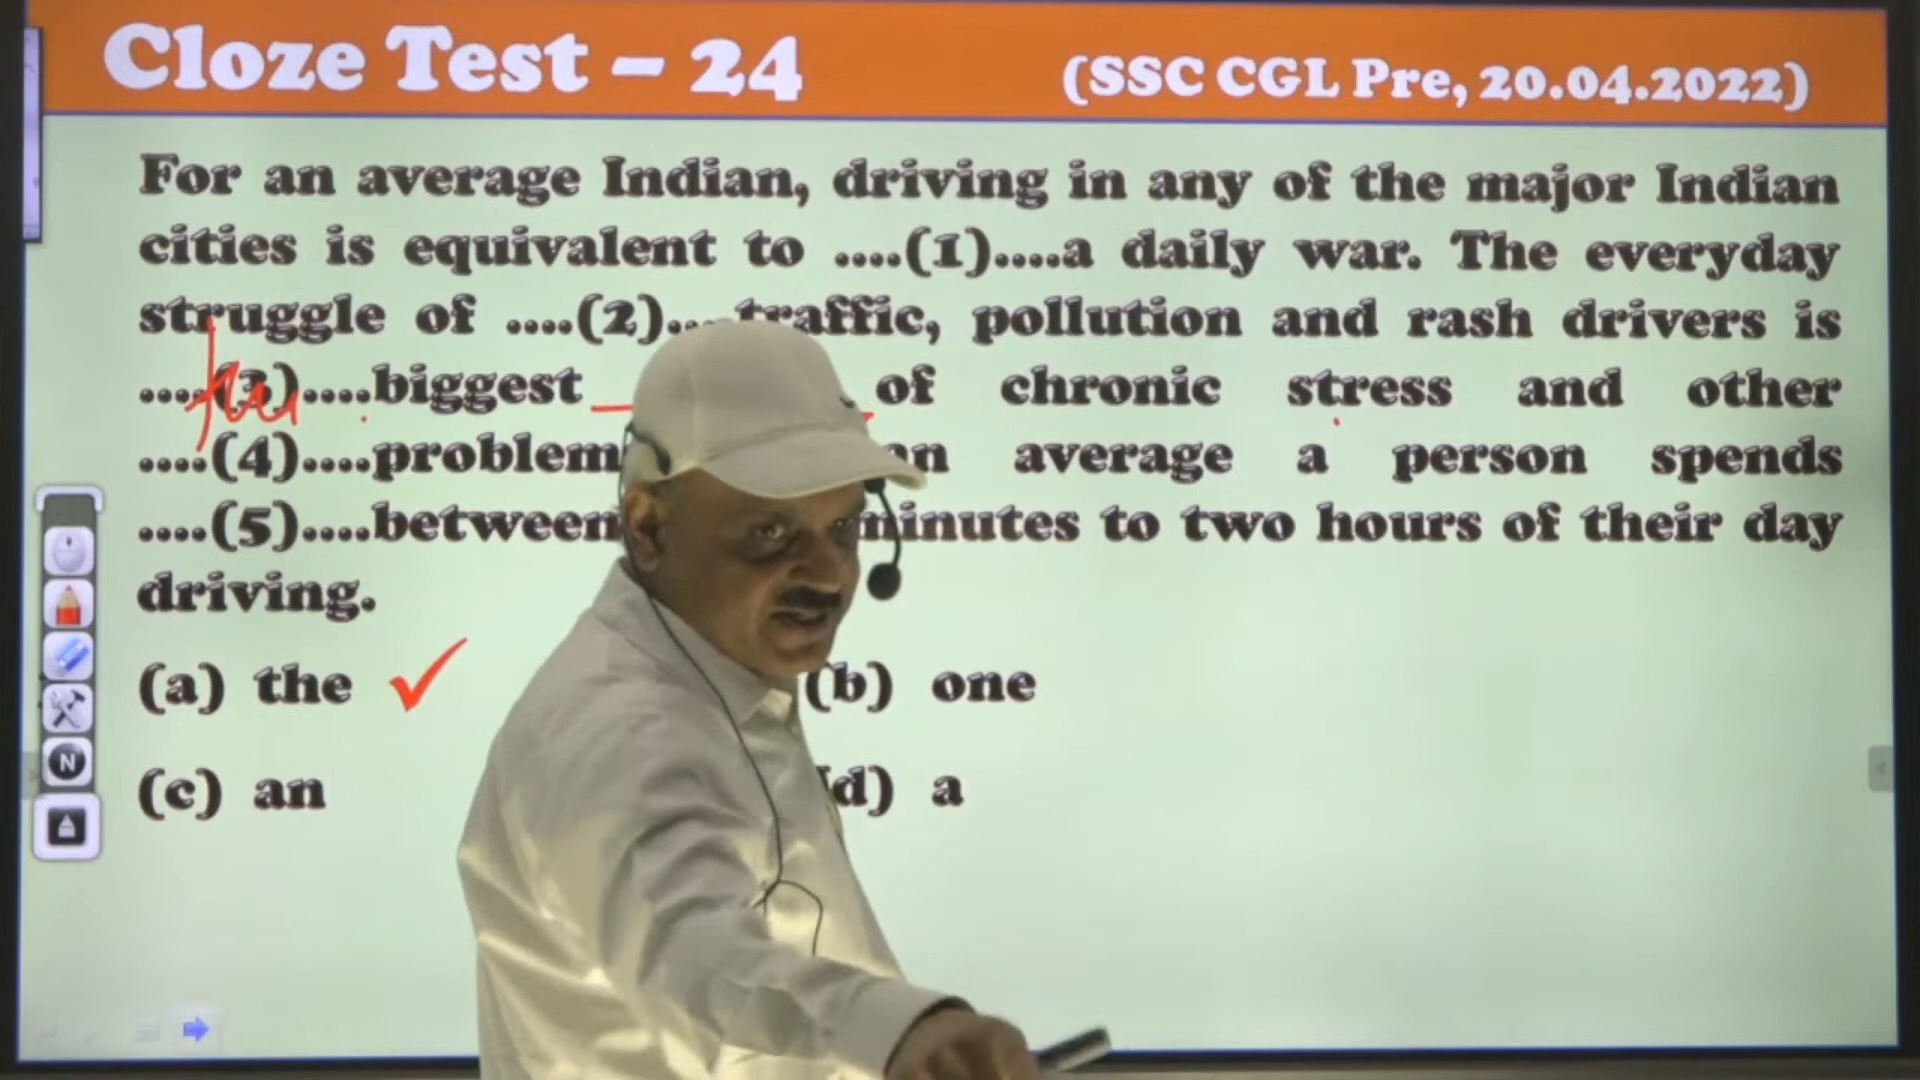 Cloze Test – 24
(SSC CGL Pre, 20.04.2022)
For an average Indian, driving in any of the major Indian
cities is equivalent to ....(1)....a daily war. The everyday
struggle of ....(2)... traffic, pollution and rash drivers is
....(3)....biggest of chronic stress and other
the
....(4)....problem an average a person spends
....(5)....between minutes to two hours of their day
driving.
(a) the ✓ (b) one
(c) an (d) a
N